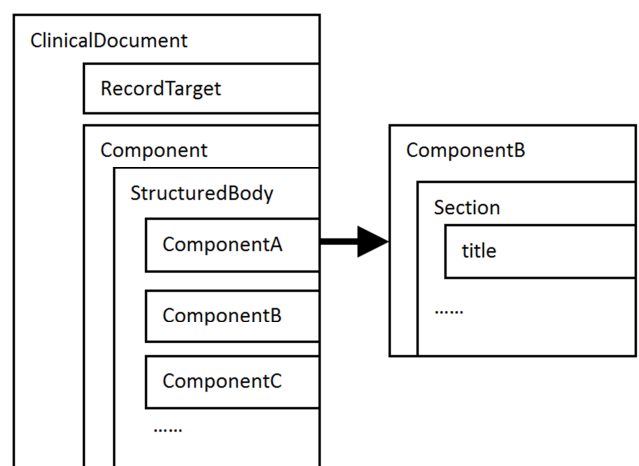 ClinicalDocument
RecordTarget
Component
StructuredBody
ComponentA
ComponentB
ComponentC
......
ComponentB
Section
title
......